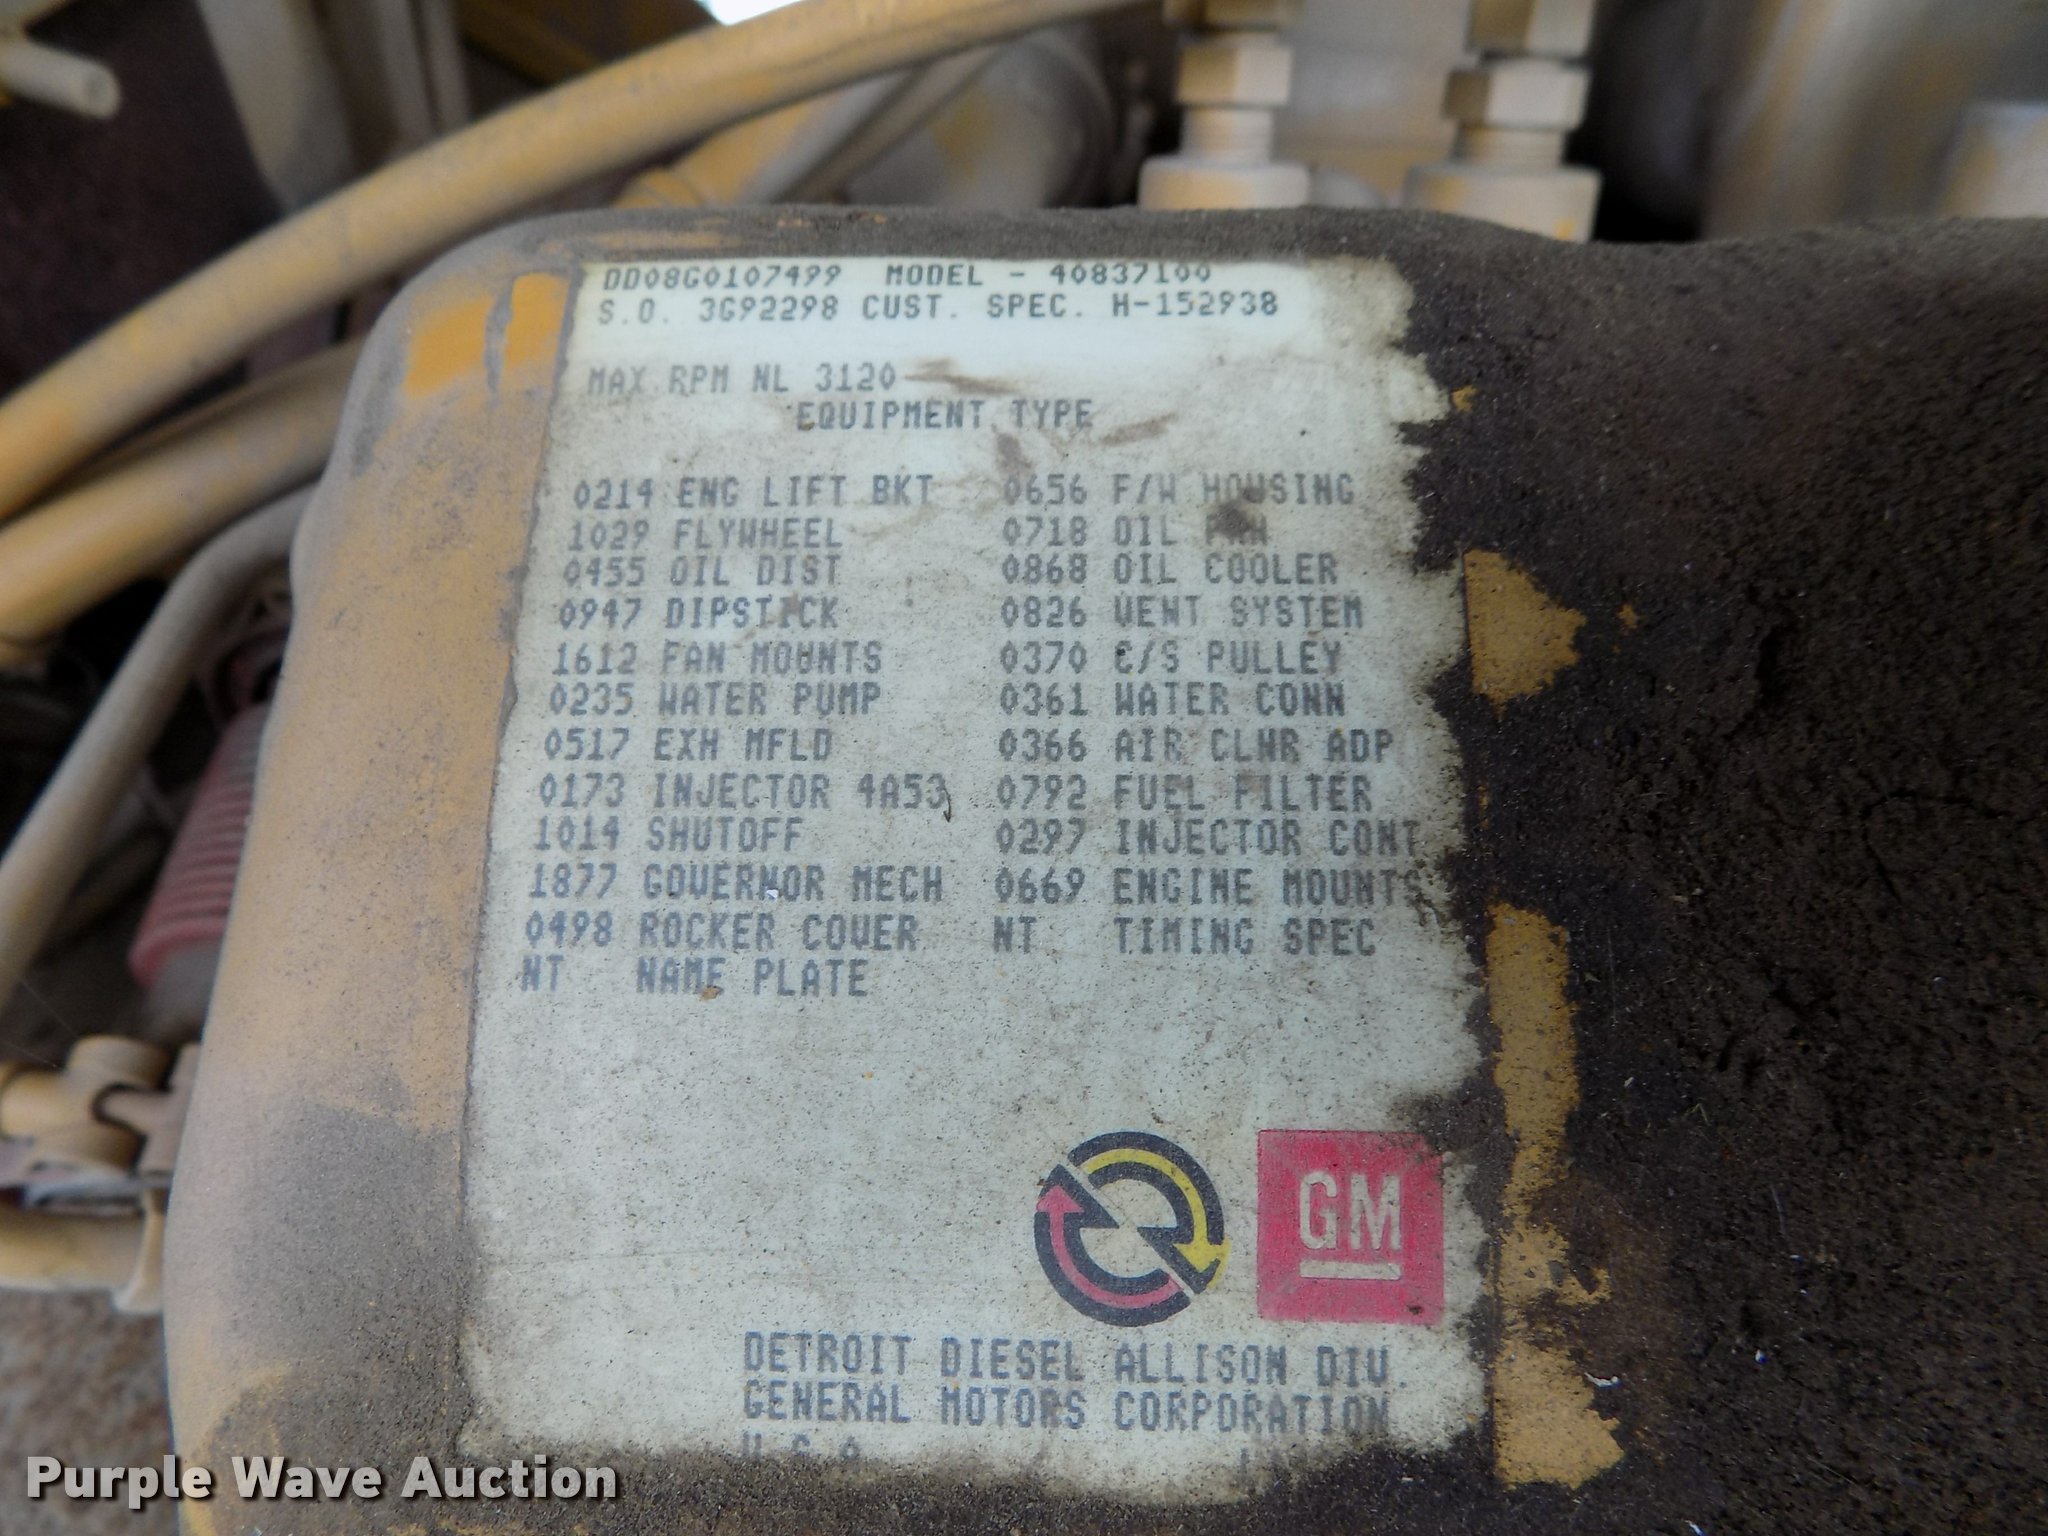 DD08G0107499 MODEL - 40837100
S.O. 3G92298 CUST. SPEC. H-152938
MAX RPM NL 3120
EQUIPMENT TYPE
0214 ENG LIFT BKT 0656 F/W HOUSING
1029 FLYWHEEL 0718 OIL PAN
0455 OIL DIST 0868 OIL COOLER
0947 DIPSTICK 0826 VENT SYSTEM
1612 FAN MOUNTS 0370 C/S PULLEY
0235 WATER PUMP 0361 WATER CONN
0517 EXH MFLD 0366 AIR CLNR ADP
0173 INJECTOR 4A53 0792 FUEL FILTER
1014 SHUTOFF 0297 INJECTOR CONT
1877 GOVERNOR MECH 0669 ENGINE MOUNTS
0498 ROCKER COVER NT TIMING SPEC
NT NAME PLATE
GM
DETROIT DIESEL ALLISON DIV.
GENERAL MOTORS CORPORATION
U.S.A.
Purple Wave Auction